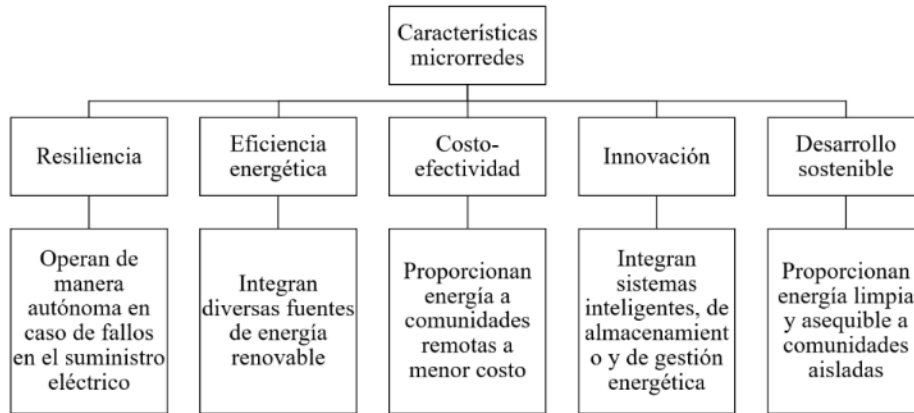 Características
microrredes
Resiliencia
Eficiencia
energética
Costo-
efectividad
Innovación
Desarrollo
sostenible
Operan de
manera
autónoma en
caso de fallos
en el suministro
eléctrico
Integran
diversas fuentes
de energía
renovable
Proporcionan
energía a
comunidades
remotas a
menor costo
Integran
sistemas
inteligentes, de
almacenamient
o y de gestión
energética
Proporcionan
energía limpia
y asequible a
comunidades
aisladas